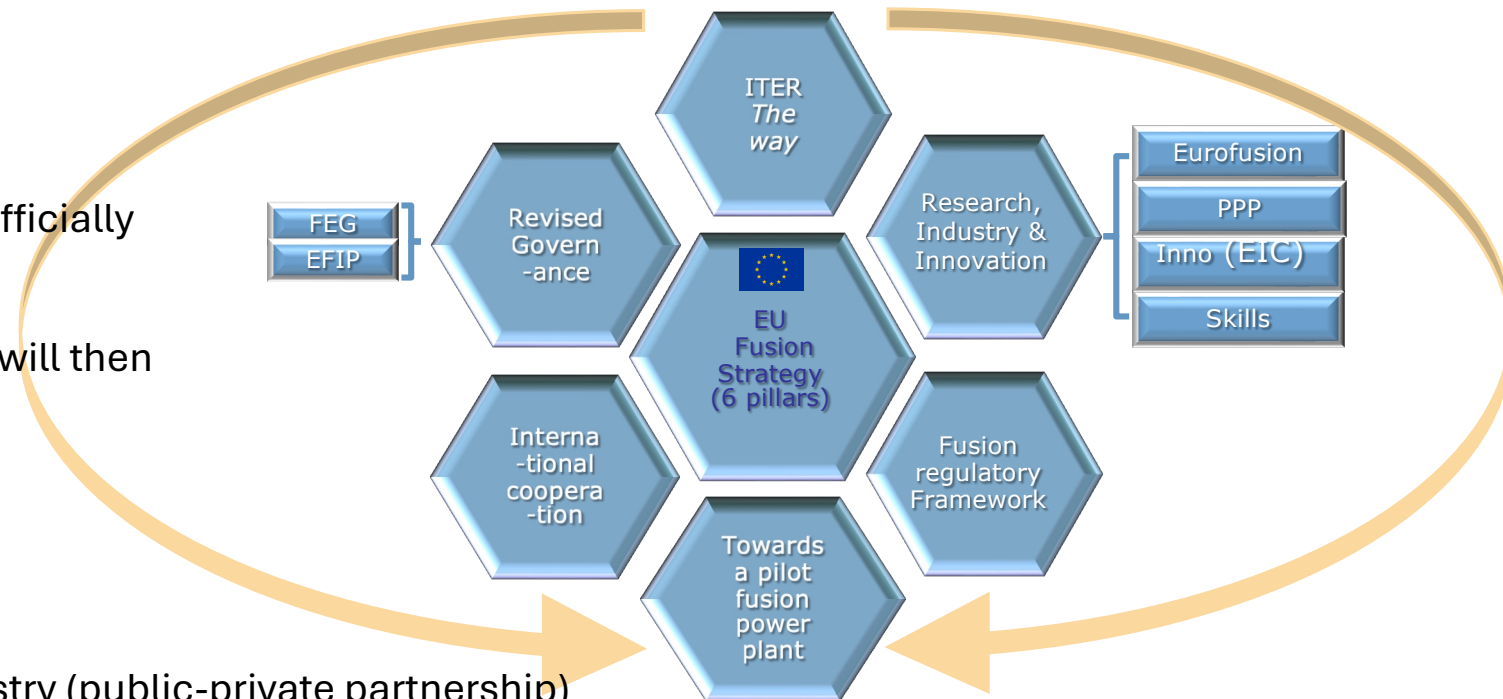 ITER
The
way
Revised
Govern
-ance
FEG
EFIP
Research,
Industry &
Innovation
Eurofusion
PPP
Inno (EIC)
Skills
EU
Fusion
Strategy
(6 pillars)
Interna
-tional
coopera
-tion
Fusion
regulatory
Framework
Towards
a pilot
fusion
power
plant
will then
(public-private partnership)